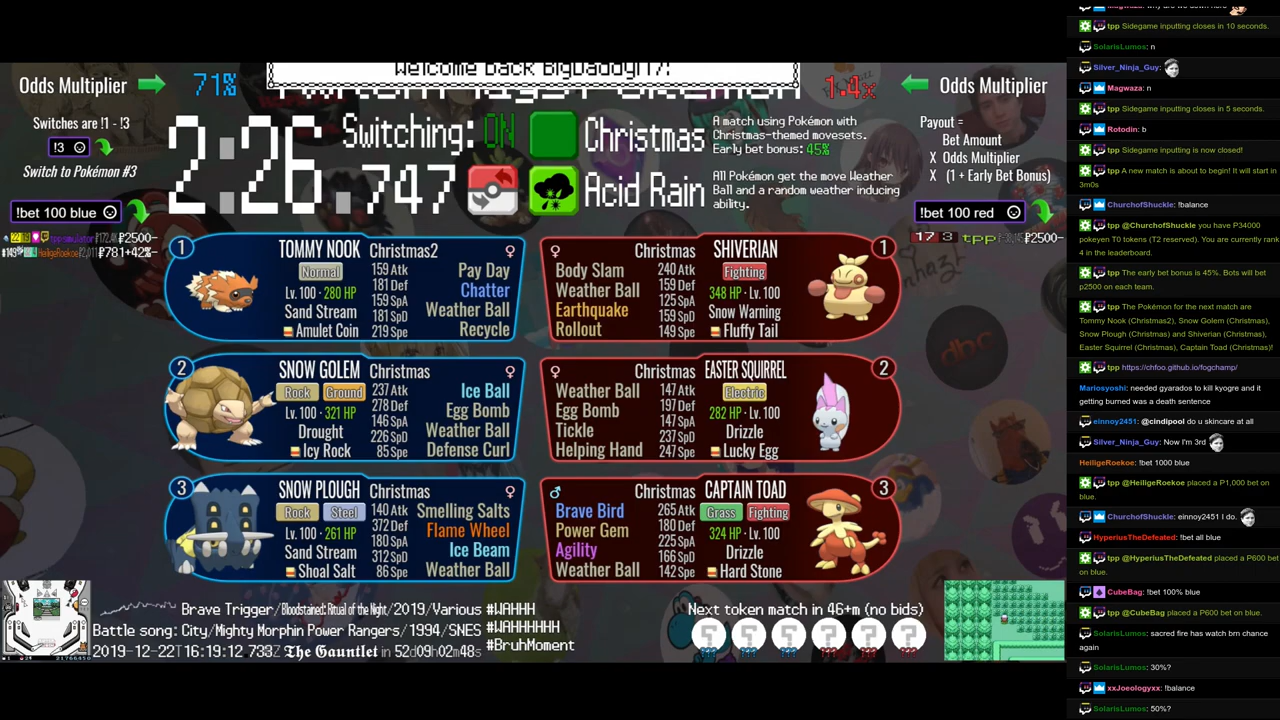 Welcome back BigDaddyIT7!
Odds Multiplier
71%
1.4x
Odds Multiplier
Switches are !1 - !3
!3
Switch to Pokémon #3
!bet 100 blue
2:26.747
Switching: ON
Christmas
A match using Pokémon with
Christmas-themed movesets.
Early bet bonus: 45%
Acid Rain
All Pokémon get the move Weather
Ball and a random weather inducing
ability.
Payout =
Bet Amount
X Odds Multiplier
X (1 + Early Bet Bonus)
!bet 100 red
₽2500-
HeiligeRoekoe
₽781+42%-
17 3 tpp
₽2500-
1
TOMMY NOOK
Christmas2
♀
Normal
159 Atk
Pay Day
181 Def
Chatter
Lv. 100 · 280 HP
159 SpA
Weather Ball
Sand Stream
181 SpD
Recycle
Amulet Coin
219 Spe
♀
Christmas
SHIVERIAN
1
Body Slam
240 Atk
Fighting
Weather Ball
159 Def
348 HP · Lv. 100
Earthquake
125 SpA
Snow Warning
Rollout
159 SpD
Fluffy Tail
149 Spe
2
SNOW GOLEM
Christmas
♀
Rock
Ground
237 Atk
Ice Ball
278 Def
Egg Bomb
Lv. 100 · 321 HP
146 SpA
Weather Ball
Drought
226 SpD
Defense Curl
Icy Rock
85 Spe
♀
Christmas
EASTER SQUIRREL
2
Weather Ball
147 Atk
Electric
Egg Bomb
197 Def
282 HP · Lv. 100
Tickle
147 SpA
Drizzle
Helping Hand
237 SpD
Lucky Egg
247 Spe
3
SNOW PLOUGH
Christmas
♀
Rock
Steel
140 Atk
Smelling Salts
372 Def
Flame Wheel
Lv. 100 · 261 HP
180 SpA
Ice Beam
Sand Stream
312 SpD
Weather Ball
Shoal Salt
86 Spe
♂
Christmas
CAPTAIN TOAD
3
Brave Bird
265 Atk
Grass
Fighting
Power Gem
180 Def
324 HP · Lv. 100
Agility
225 SpA
Drizzle
Weather Ball
166 SpD
Hard Stone
142 Spe
Brave Trigger/Bloodstained: Ritual of the Night/2019/Various #WAHHH
Battle song: City/Mighty Morphin Power Rangers/1994/SNES #WAHHHHHH
2019-12-22T16:19:12 733Z The Gauntlet in 52d09h02m48s #BruhMoment
Next token match in 46+m (no bids)
? ? ? ? ? ?
tpp Sidegame inputting closes in 10 seconds.
SolarisLumos: n
Silver_Ninja_Guy:
Magwaza: n
tpp Sidegame inputting closes in 5 seconds.
Rotodin: b
tpp Sidegame inputting is now closed!
tpp A new match is about to begin! It will start in
3m0s
ChurchofShuckle: !balance
tpp @ChurchofShuckle you have P34000
pokeyen T0 tokens (T2 reserved). You are currently rank
4 in the leaderboard.
tpp The early bet bonus is 45%. Bots will bet
p2500 on each team.
tpp The Pokémon for the next match are
Tommy Nook (Christmas2), Snow Golem (Christmas),
Snow Plough (Christmas) and Shiverian (Christmas),
Easter Squirrel (Christmas), Captain Toad (Christmas)!
tpp https://chfoo.github.io/fogchamp/
Mariosyoshi: needed gyarados to kill kyogre and it
getting burned was a death sentence
einnoy2451: @cindipool do u skincare at all
Silver_Ninja_Guy: Now I'm 3rd
HeiligeRoekoe: !bet 1000 blue
tpp @HeiligeRoekoe placed a P1,000 bet on
blue.
ChurchofShuckle: einnoy2451 I do.
HyperiusTheDefeated: !bet all blue
tpp @HyperiusTheDefeated placed a P600 bet
on blue.
CubeBag: !bet 100% blue
tpp @CubeBag placed a P600 bet on blue.
SolarisLumos: sacred fire has watch brn chance
again
SolarisLumos: 30%?
xxJoeologyxx: !balance
SolarisLumos: 50%?